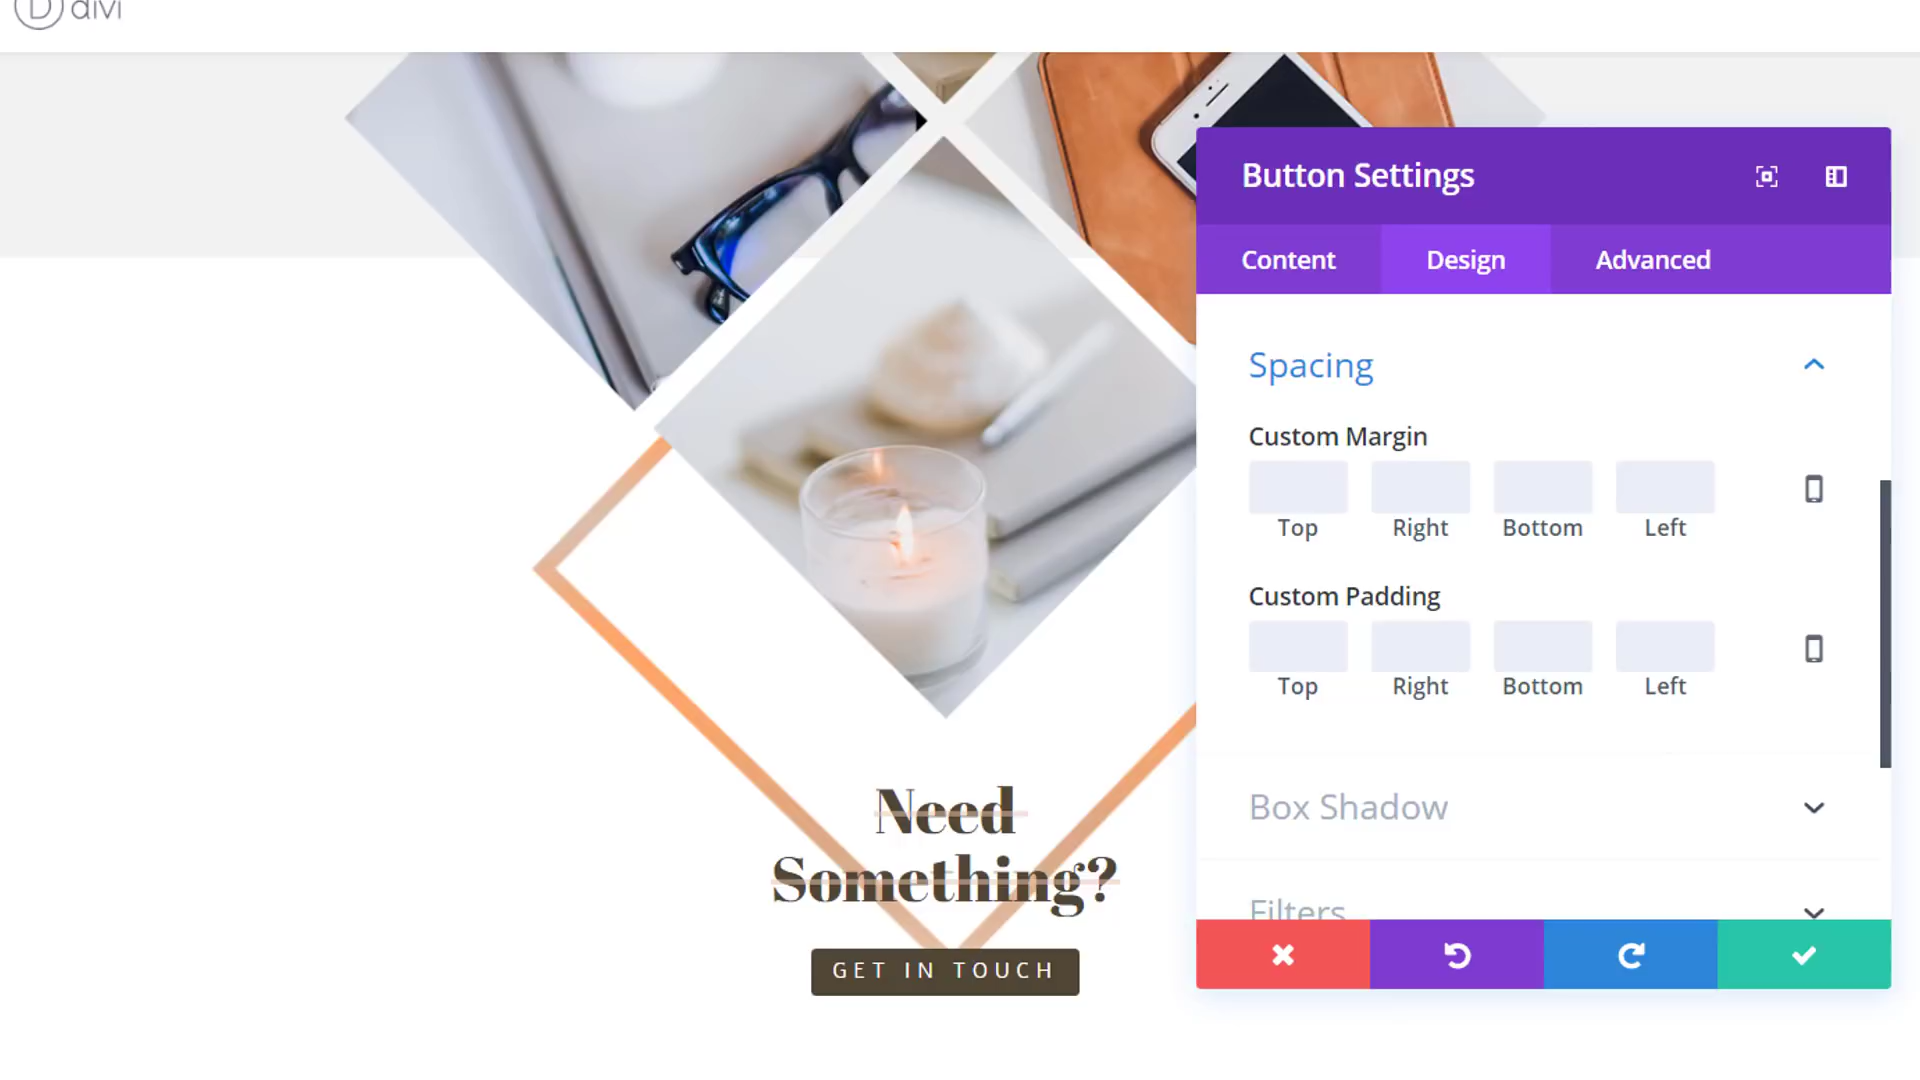 divi
Button Settings
Content Design Advanced
Spacing
Custom Margin
Top Right Bottom Left
Custom Padding
Top Right Bottom Left
Box Shadow
Filters
Need
Something?
GET IN TOUCH